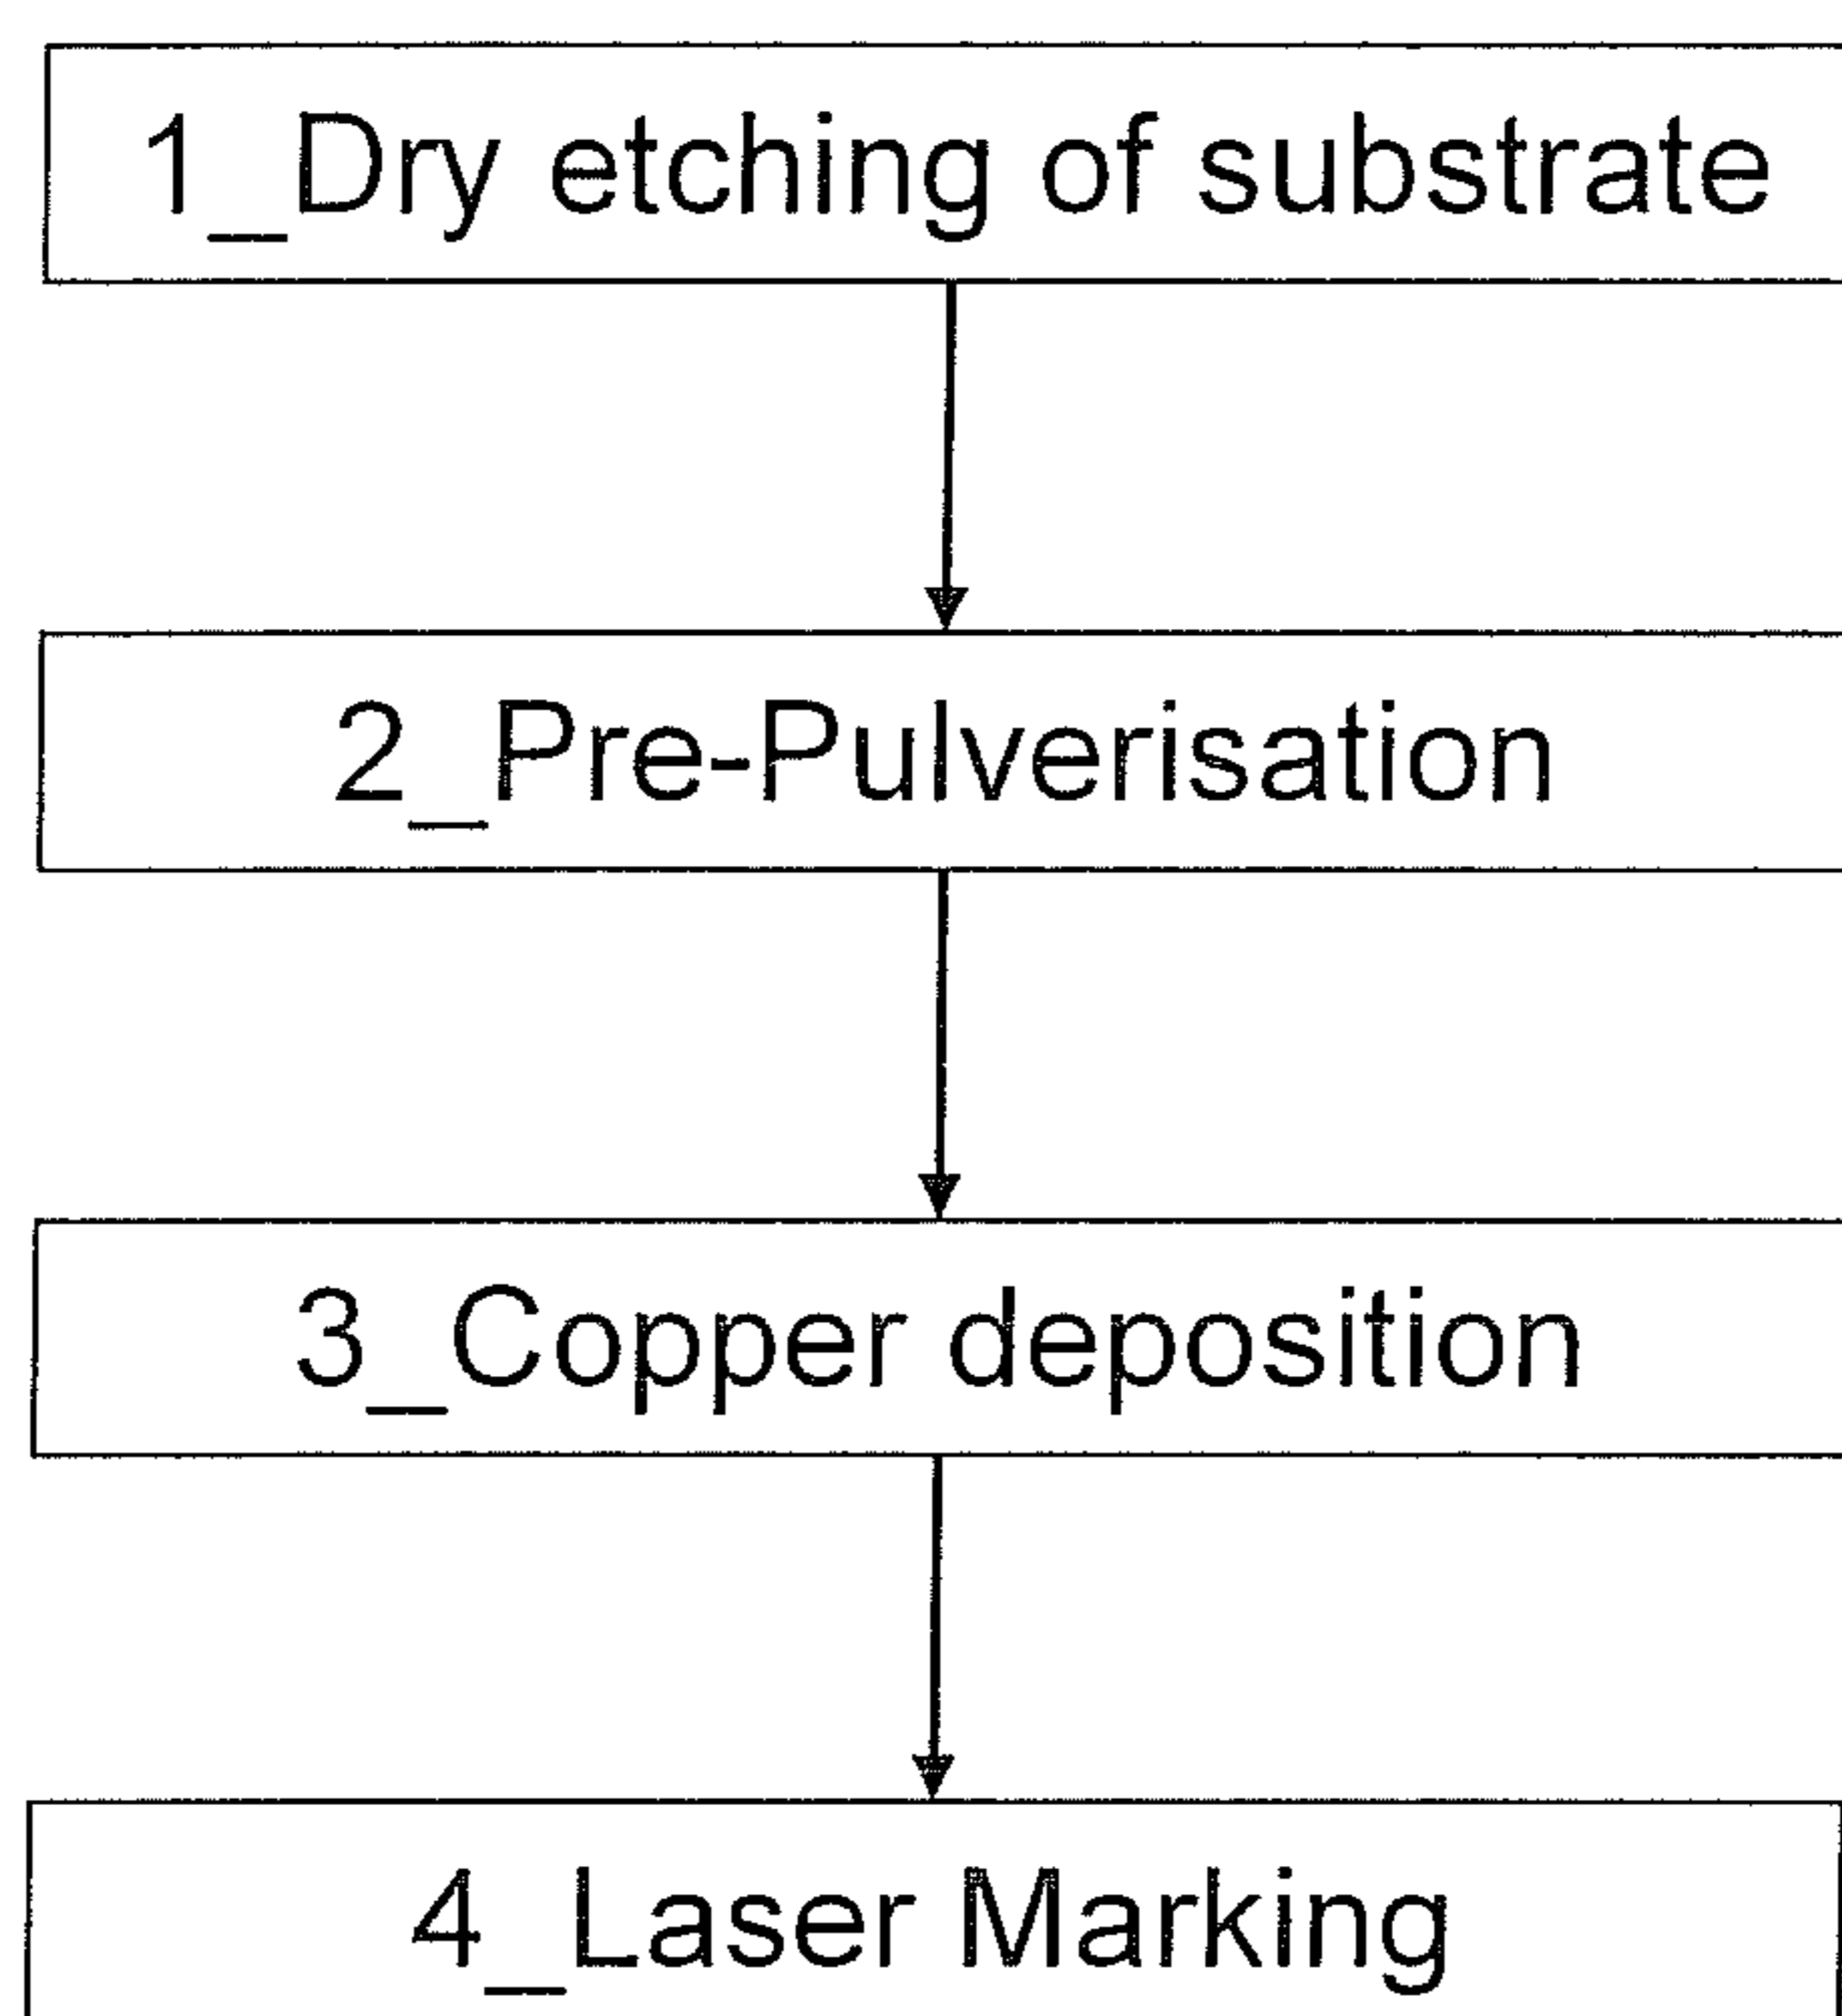 1_Dry etching of substrate
2_Pre-Pulverisation
3_Copper deposition
4_Laser Marking